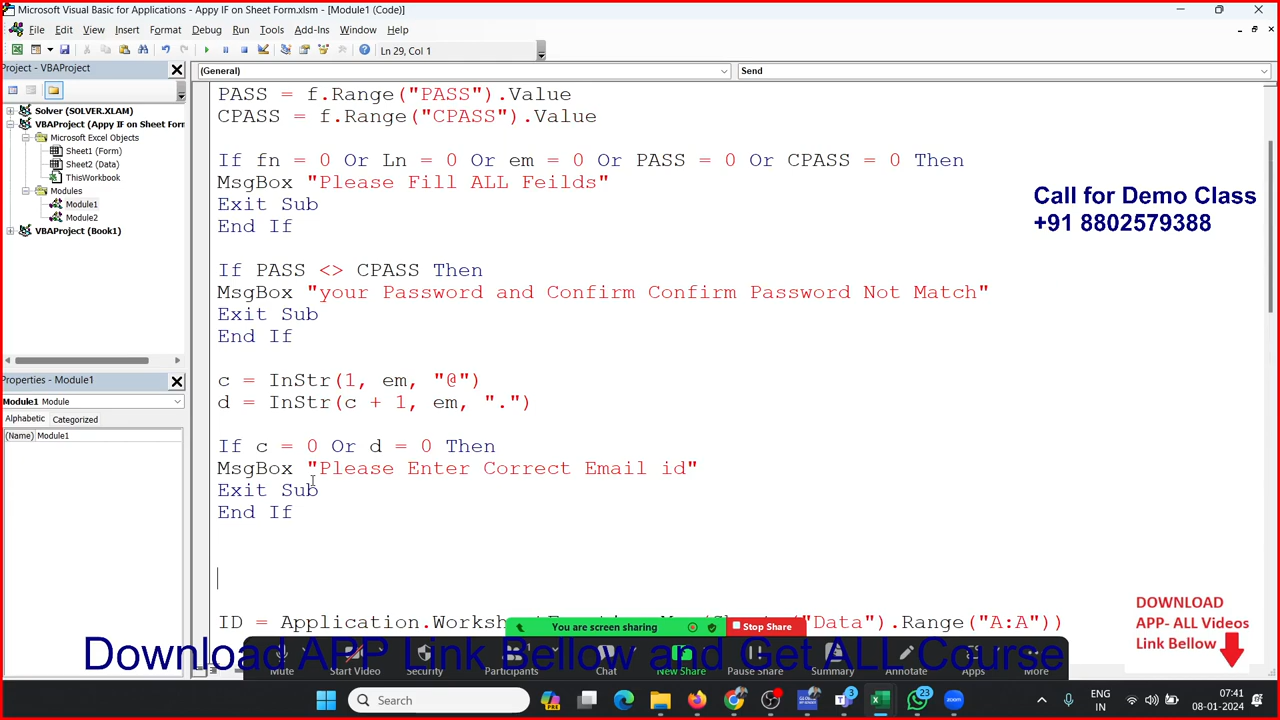 Microsoft Visual Basic for Applications - Appy IF on Sheet Form.xlsm - [Module1 (Code)]
File Edit View Insert Format Debug Run Tools Add-Ins Window Help
Ln 29, Col 1
Project - VBAProject
(General)
Send
Solver (SOLVER.XLAM)
VBAProject (Appy IF on Sheet Form
Microsoft Excel Objects
Sheet1 (Form)
Sheet2 (Data)
ThisWorkbook
Modules
Module1
Module2
VBAProject (Book1)
Properties - Module1
Module1 Module
Alphabetic Categorized
(Name) Module1
PASS = f.Range("PASS").Value
CPASS = f.Range("CPASS").Value
If fn = 0 Or Ln = 0 Or em = 0 Or PASS = 0 Or CPASS = 0 Then
MsgBox "Please Fill ALL Feilds"
Exit Sub
End If
If PASS <> CPASS Then
MsgBox "your Password and Confirm Confirm Password Not Match"
Exit Sub
End If
c = InStr(1, em, "@")
d = InStr(c + 1, em, ".")
If c = 0 Or d = 0 Then
MsgBox "Please Enter Correct Email id"
Exit Sub
End If
ID = Application. ("Data").Range("A:A"))
Call for Demo Class
+91 8802579388
DOWNLOAD
APP- ALL Videos
Link Bellow
You are screen sharing
Stop Share
Download APP Link Bellow and Get ALL Course
Mute Start Video Security Participants Chat New Share Pause Share Summary Annotate Apps More
Search
3
23
ENG
IN
07:41
08-01-2024